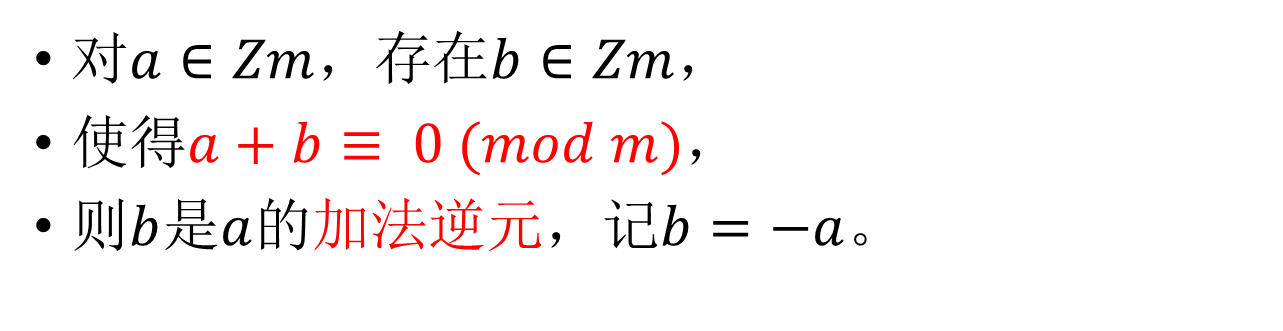 • 对a ∈ Zm，存在b ∈ Zm，
• 使得a + b ≡ 0 (mod m)，
• 则b是a的加法逆元，记b = −a。